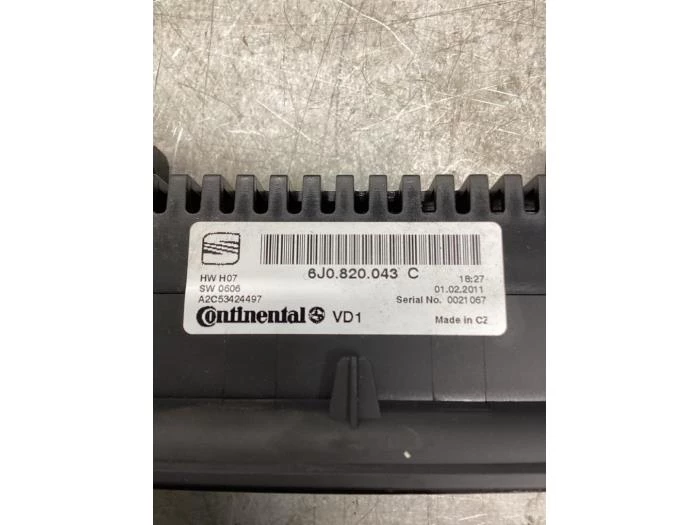 6J0.820.043 C
HW H07
SW 0606
A2C53424497
18:27
01.02.2011
Serial No. 0021067
Continental VD1
Made in CZ